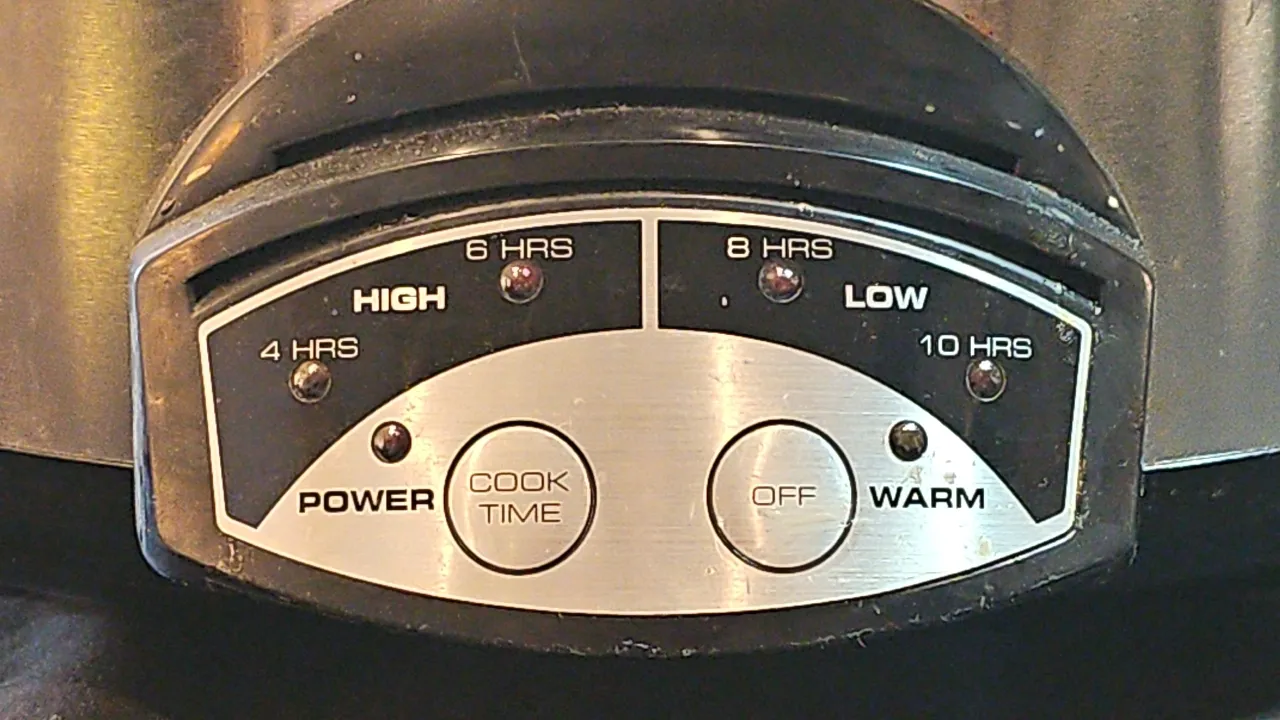 6 HRS
8 HRS
HIGH
LOW
4 HRS
10 HRS
POWER
COOK
TIME
OFF
WARM